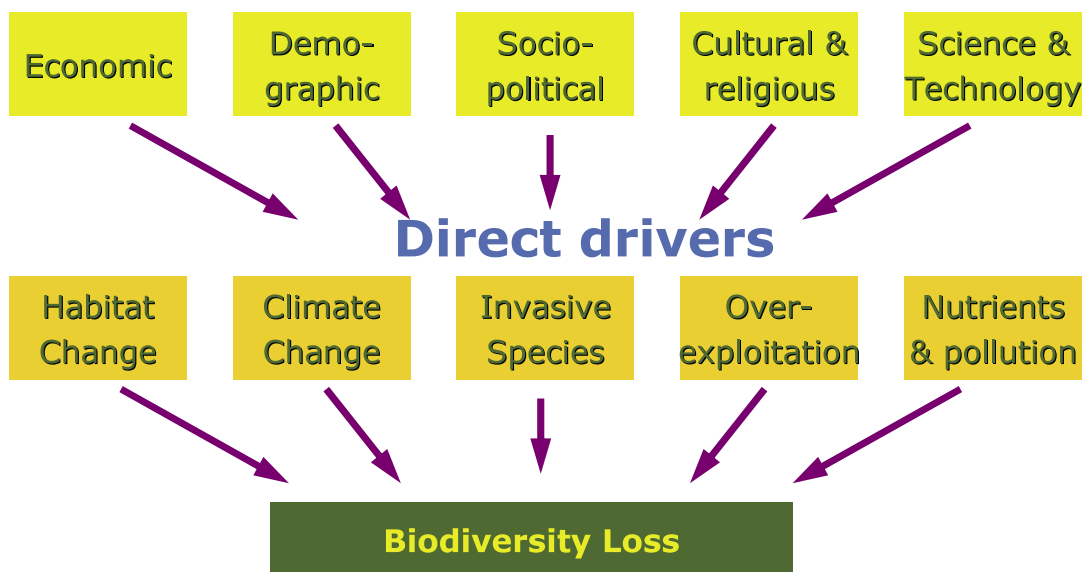 Economic
Demo-
graphic
Socio-
political
Cultural &
religious
Science &
Technology
Direct drivers
Habitat
Change
Climate
Change
Invasive
Species
Over-
exploitation
Nutrients
& pollution
Biodiversity Loss